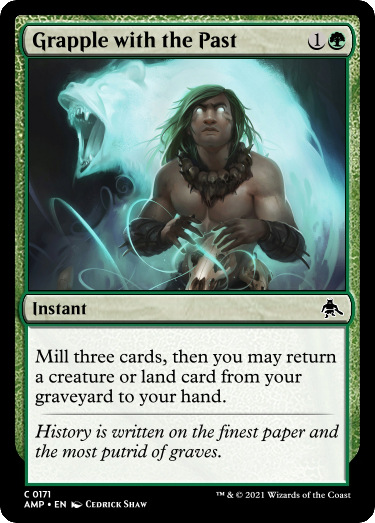 Grapple with the Past 1
Instant
Mill three cards, then you may return
a creature or land card from your
graveyard to your hand.
History is written on the finest paper and
the most putrid of graves.
C 0171
AMP • EN Cedrick Shaw
™ & © 2021 Wizards of the Coast